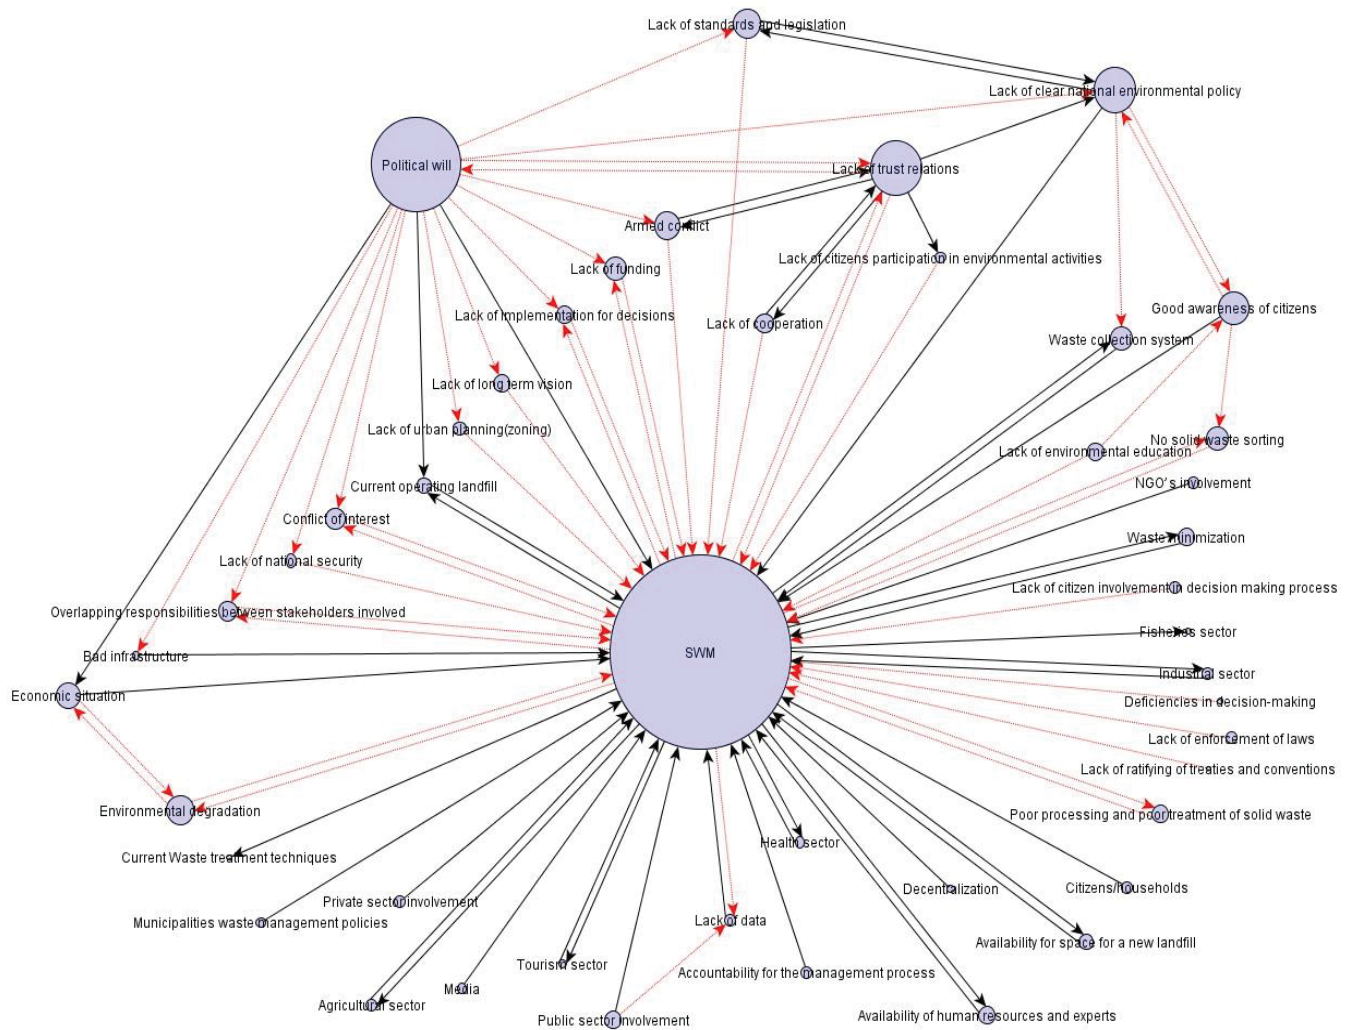 Lack of standards and legislation
Lack of clear national environmental policy
Political will
Lack of trust relations
Armed conflict
Lack of citizens participation in environmental activities
Lack of funding
Good awareness of citizens
Lack of implementation for decisions
Lack of cooperation
Waste collection system
Lack of long term vision
Lack of urban planning(zoning)
No solid waste sorting
Lack of environmental education
NGO's involvement
Current operating landfill
Conflict of interest
Waste minimization
Lack of national security
Lack of citizen involvement in decision making process
Overlapping responsibilities between stakeholders involved
Fisheries sector
SWM
Bad infrastructure
Industrial sector
Economic situation
Deficiencies in decision-making
Lack of enforcement of laws
Lack of ratifying of treaties and conventions
Environmental degradation
Poor processing and poor treatment of solid waste
Health sector
Current Waste treatment techniques
Decentralization
Citizens/households
Private sector involvement
Municipalities waste management policies
Lack of data
Availability for space for a new landfill
Tourism sector
Accountability for the management process
Media
Agricultural sector
Public sector involvement
Availability of human resources and experts